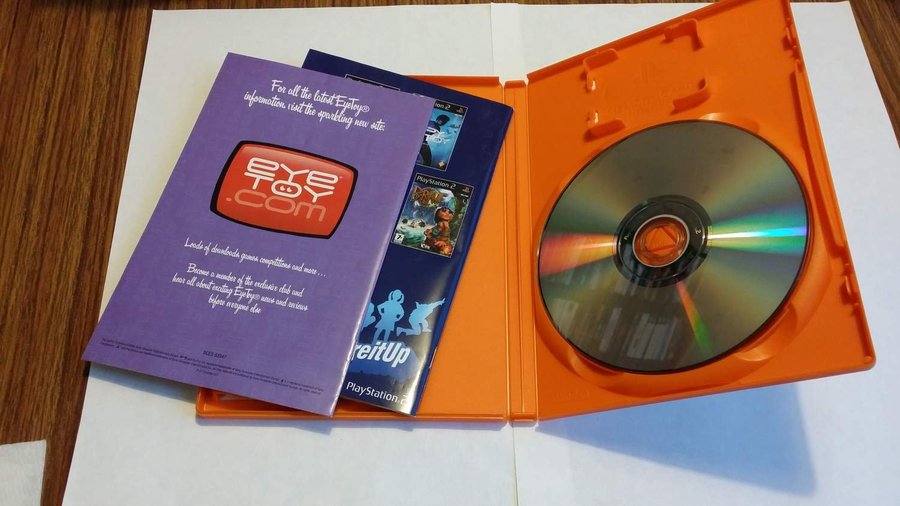 For all the latest EyeToy®
information visit the sparkling new site:
EYE
TOY
.com
Loads of downloads games competitions and more ...
Become a member of the exclusive club and
hear all about exciting EyeToy® news and reviews
before everyone else
PlayStation 2
reitUp
PlayStation 2